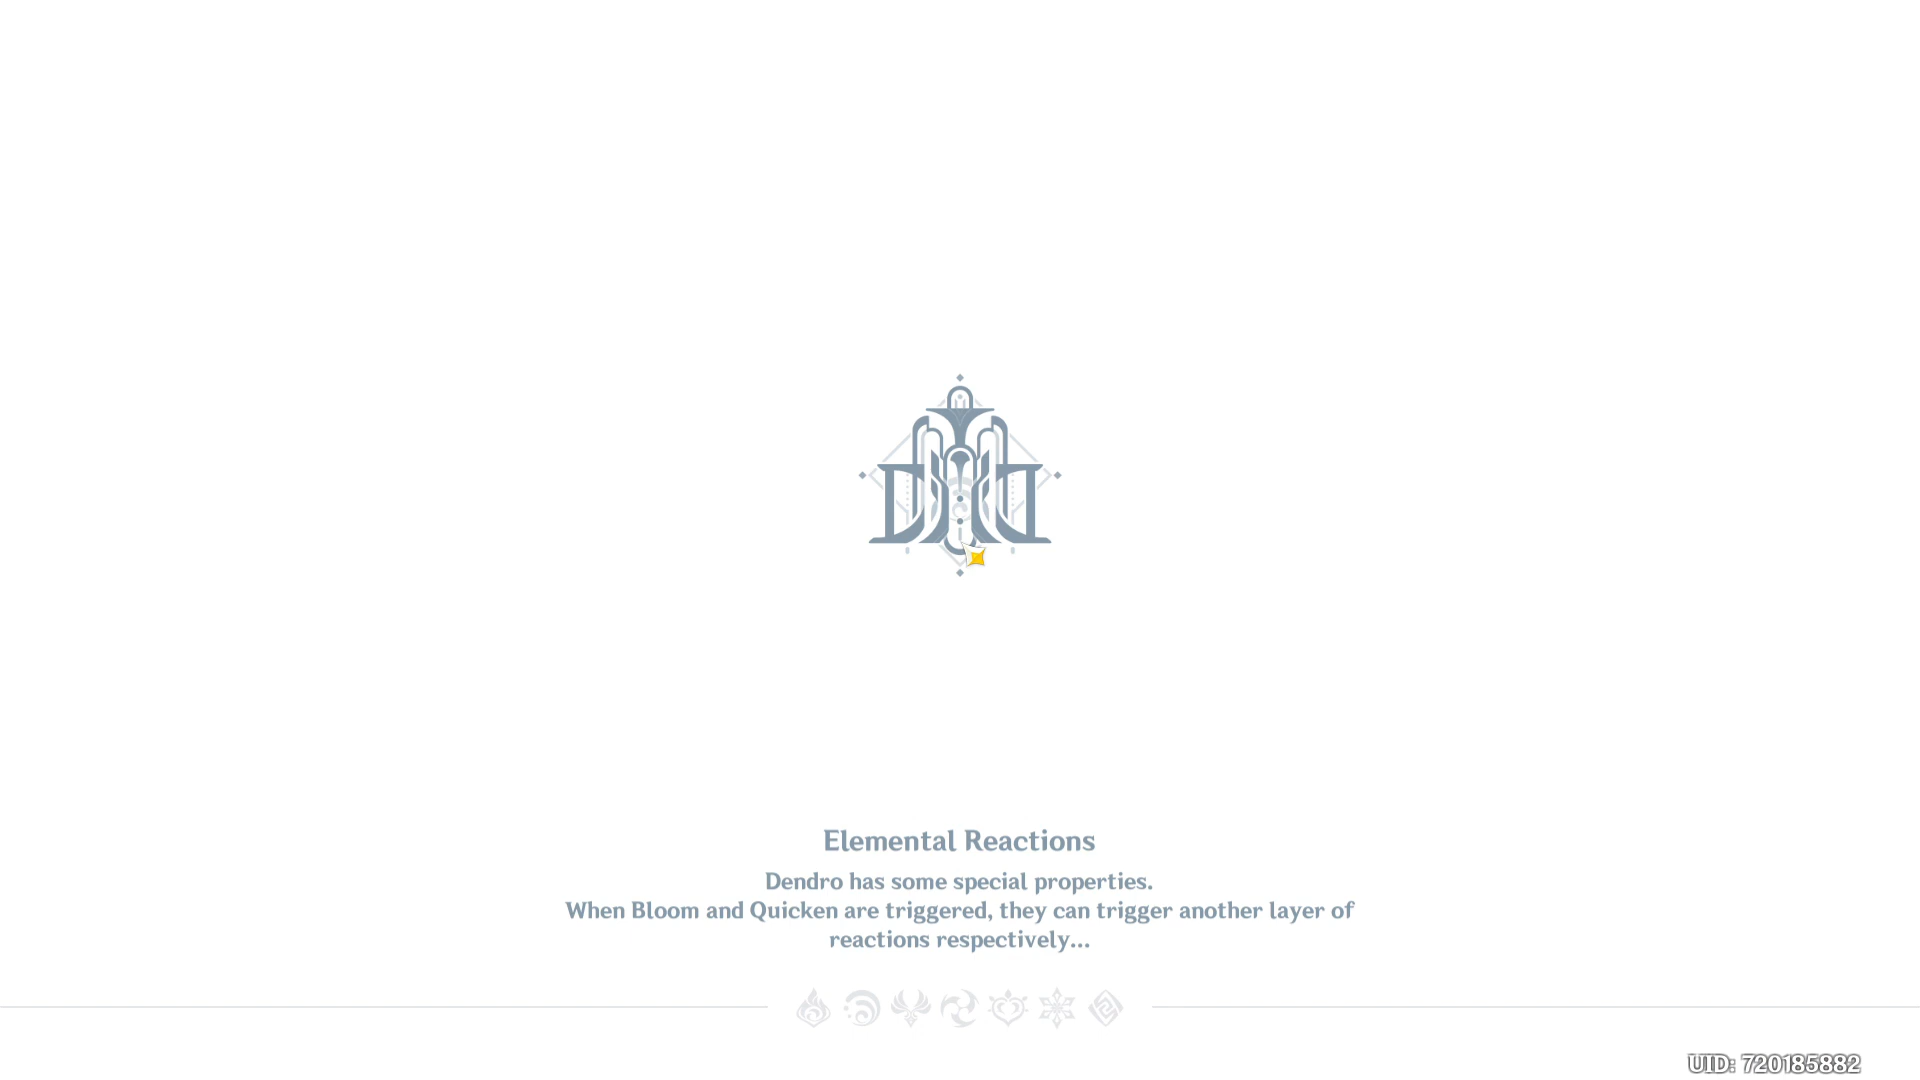 Elemental Reactions
Dendro has some special properties.
When Bloom and Quicken are triggered, they can trigger another layer of
reactions respectively...
UID: 720185882